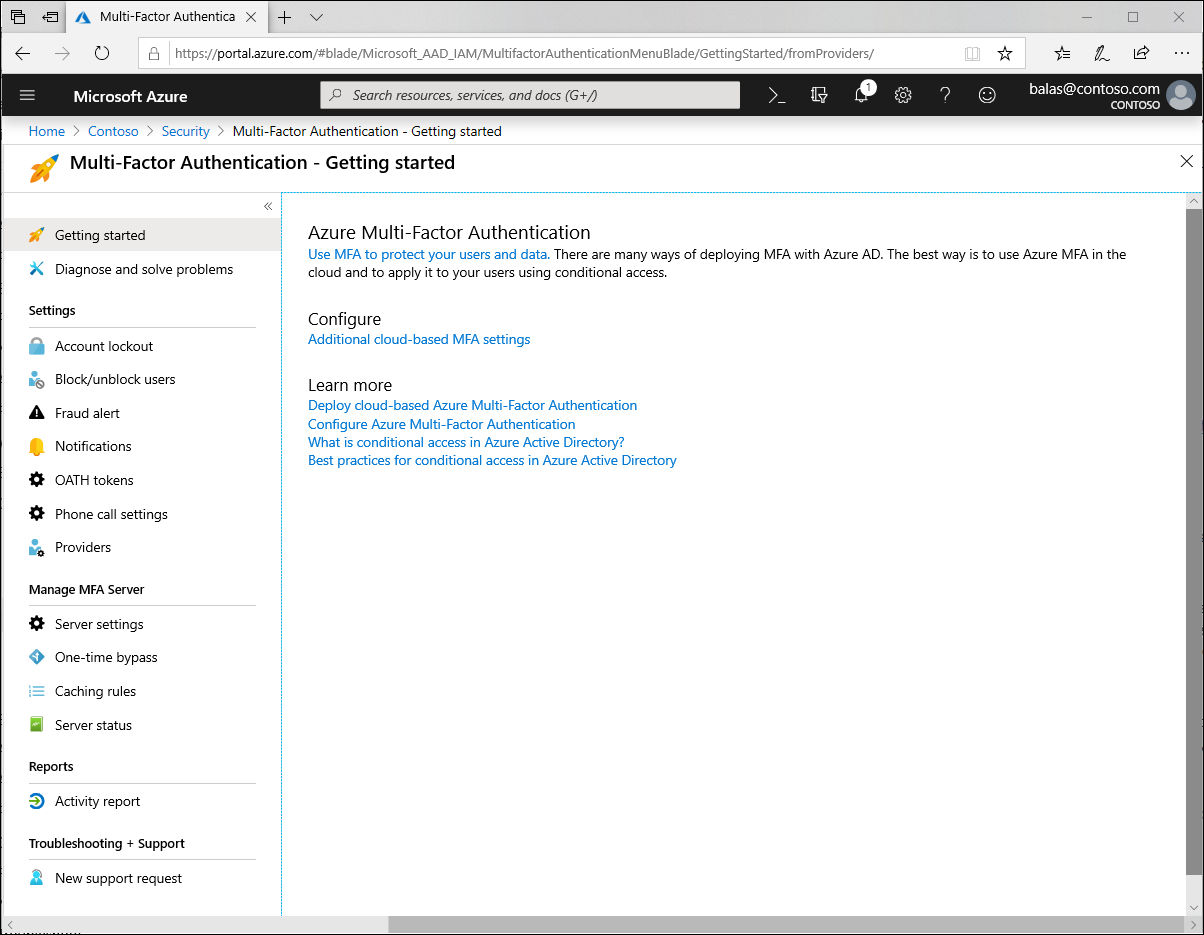 Multi-Factor Authentica
https://portal.azure.com/#blade/Microsoft_AAD_IAM/MultifactorAuthenticationMenuBlade/GettingStarted/fromProviders/
Microsoft Azure
Search resources, services, and docs (G+/)
1
balas@contoso.com
CONTOSO
Home > Contoso > Security > Multi-Factor Authentication - Getting started
Multi-Factor Authentication - Getting started
Getting started
Diagnose and solve problems
Settings
Account lockout
Block/unblock users
Fraud alert
Notifications
OATH tokens
Phone call settings
Providers
Manage MFA Server
Server settings
One-time bypass
Caching rules
Server status
Reports
Activity report
Troubleshooting + Support
New support request
Azure Multi-Factor Authentication
Use MFA to protect your users and data. There are many ways of deploying MFA with Azure AD. The best way is to use Azure MFA in the
cloud and to apply it to your users using conditional access.
Configure
Additional cloud-based MFA settings
Learn more
Deploy cloud-based Azure Multi-Factor Authentication
Configure Azure Multi-Factor Authentication
What is conditional access in Azure Active Directory?
Best practices for conditional access in Azure Active Directory